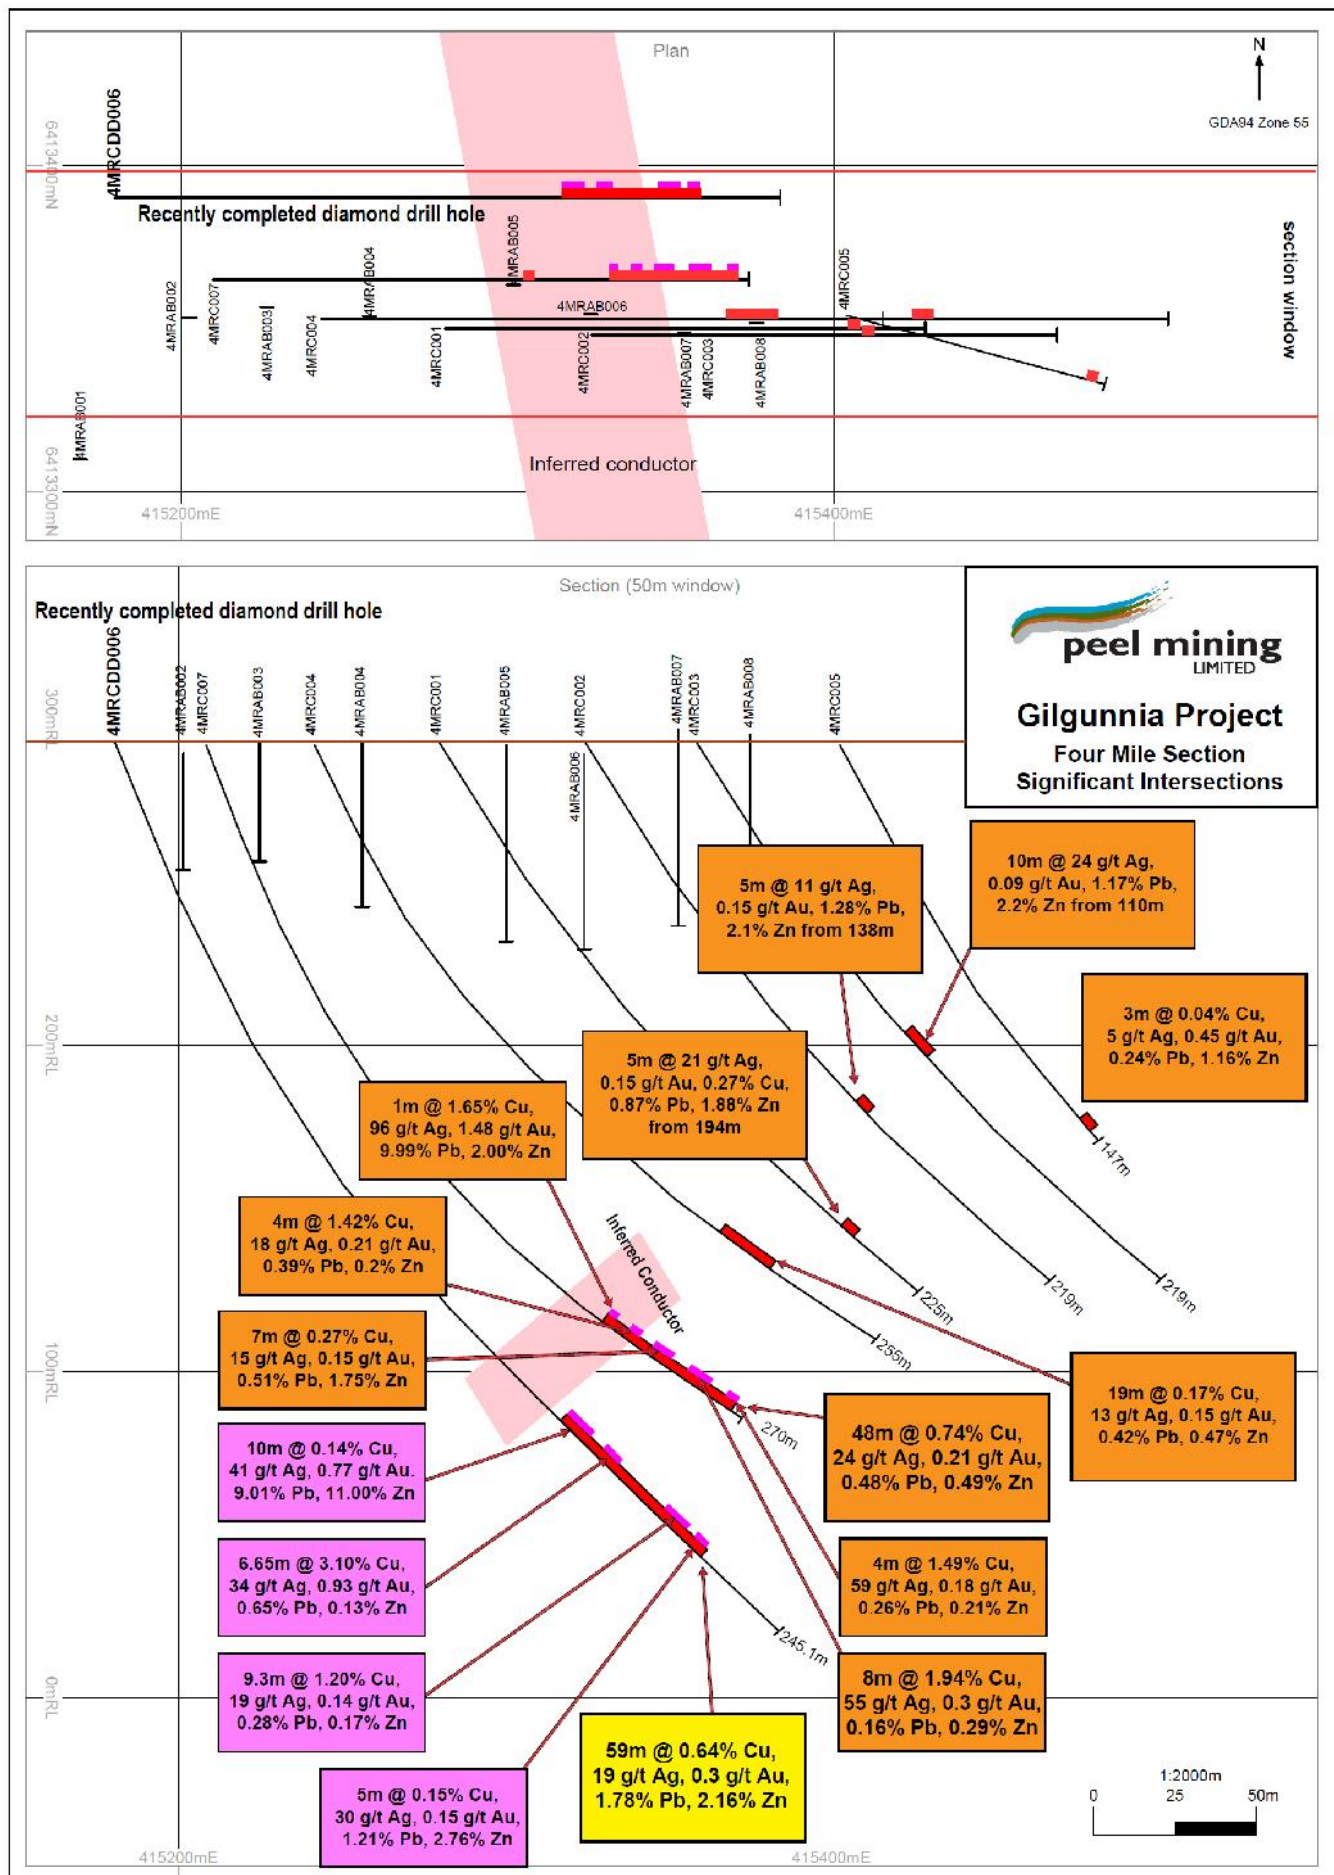 Plan
N
GDA94 Zone 55
6413400mN
4MRCDD006
Recently completed diamond drill hole
section window
4MRAB002
4MRC007
4MRAB003
4MRC004
4MRAB004
4MRC001
4MRAB005
4MRAB006
4MRC002
4MRAB007
4MRC003
4MRAB008
4MRC005
4MRAB001
Inferred conductor
6413300mN
415200mE
415400mE
Section (50m window)
Recently completed diamond drill hole
peel mining
LIMITED
Gilgunnia Project
Four Mile Section
Significant Intersections
300mRL
4MRCDD006
4MRAB002
4MRC007
4MRAB003
4MRC004
4MRAB004
4MRC001
4MRAB005
4MRC002
4MRAB006
4MRAB007
4MRC003
4MRAB008
4MRC005
5m @ 11 g/t Ag,
0.15 g/t Au, 1.28% Pb,
2.1% Zn from 138m
10m @ 24 g/t Ag,
0.09 g/t Au, 1.17% Pb,
2.2% Zn from 110m
3m @ 0.04% Cu,
5 g/t Ag, 0.45 g/t Au,
0.24% Pb, 1.16% Zn
200mRL
5m @ 21 g/t Ag,
0.15 g/t Au, 0.27% Cu,
0.87% Pb, 1.88% Zn
from 194m
1m @ 1.65% Cu,
96 g/t Ag, 1.48 g/t Au,
9.99% Pb, 2.00% Zn
147m
4m @ 1.42% Cu,
18 g/t Ag, 0.21 g/t Au,
0.39% Pb, 0.2% Zn
Inferred Conductor
225m
219m
219m
255m
7m @ 0.27% Cu,
15 g/t Ag, 0.15 g/t Au,
0.51% Pb, 1.75% Zn
100mRL
19m @ 0.17% Cu,
13 g/t Ag, 0.15 g/t Au,
0.42% Pb, 0.47% Zn
270m
48m @ 0.74% Cu,
24 g/t Ag, 0.21 g/t Au,
0.48% Pb, 0.49% Zn
10m @ 0.14% Cu,
41 g/t Ag, 0.77 g/t Au.
9.01% Pb, 11.00% Zn
6.65m @ 3.10% Cu,
34 g/t Ag, 0.93 g/t Au,
0.65% Pb, 0.13% Zn
4m @ 1.49% Cu,
59 g/t Ag, 0.18 g/t Au,
0.26% Pb, 0.21% Zn
245.1m
9.3m @ 1.20% Cu,
19 g/t Ag, 0.14 g/t Au,
0.28% Pb, 0.17% Zn
0mRL
8m @ 1.94% Cu,
55 g/t Ag, 0.3 g/t Au,
0.16% Pb, 0.29% Zn
59m @ 0.64% Cu,
19 g/t Ag, 0.3 g/t Au,
1.78% Pb, 2.16% Zn
5m @ 0.15% Cu,
30 g/t Ag, 0.15 g/t Au,
1.21% Pb, 2.76% Zn
1:2000m
0 25 50m
415200mE
415400mE